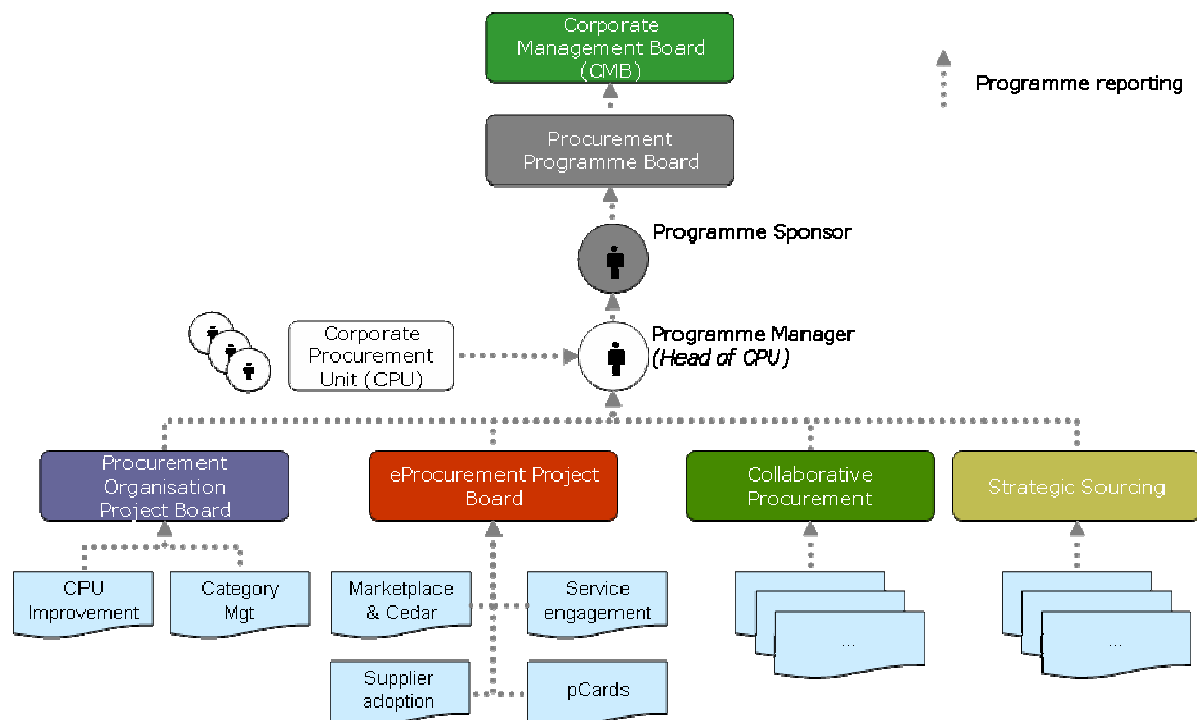 Corporate
Management Board
(CMB)
Programme reporting
Procurement
Programme Board
Programme Sponsor
Corporate
Procurement
Unit (CPU)
Programme Manager
(Head of CPU)
Procurement
Organisation
Project Board
eProcurement Project
Board
Collaborative
Procurement
Strategic Sourcing
CPU
Improvement
Category
Mgt
Marketplace
& Cedar
Service
engagement
...
...
Supplier
adoption
pCards